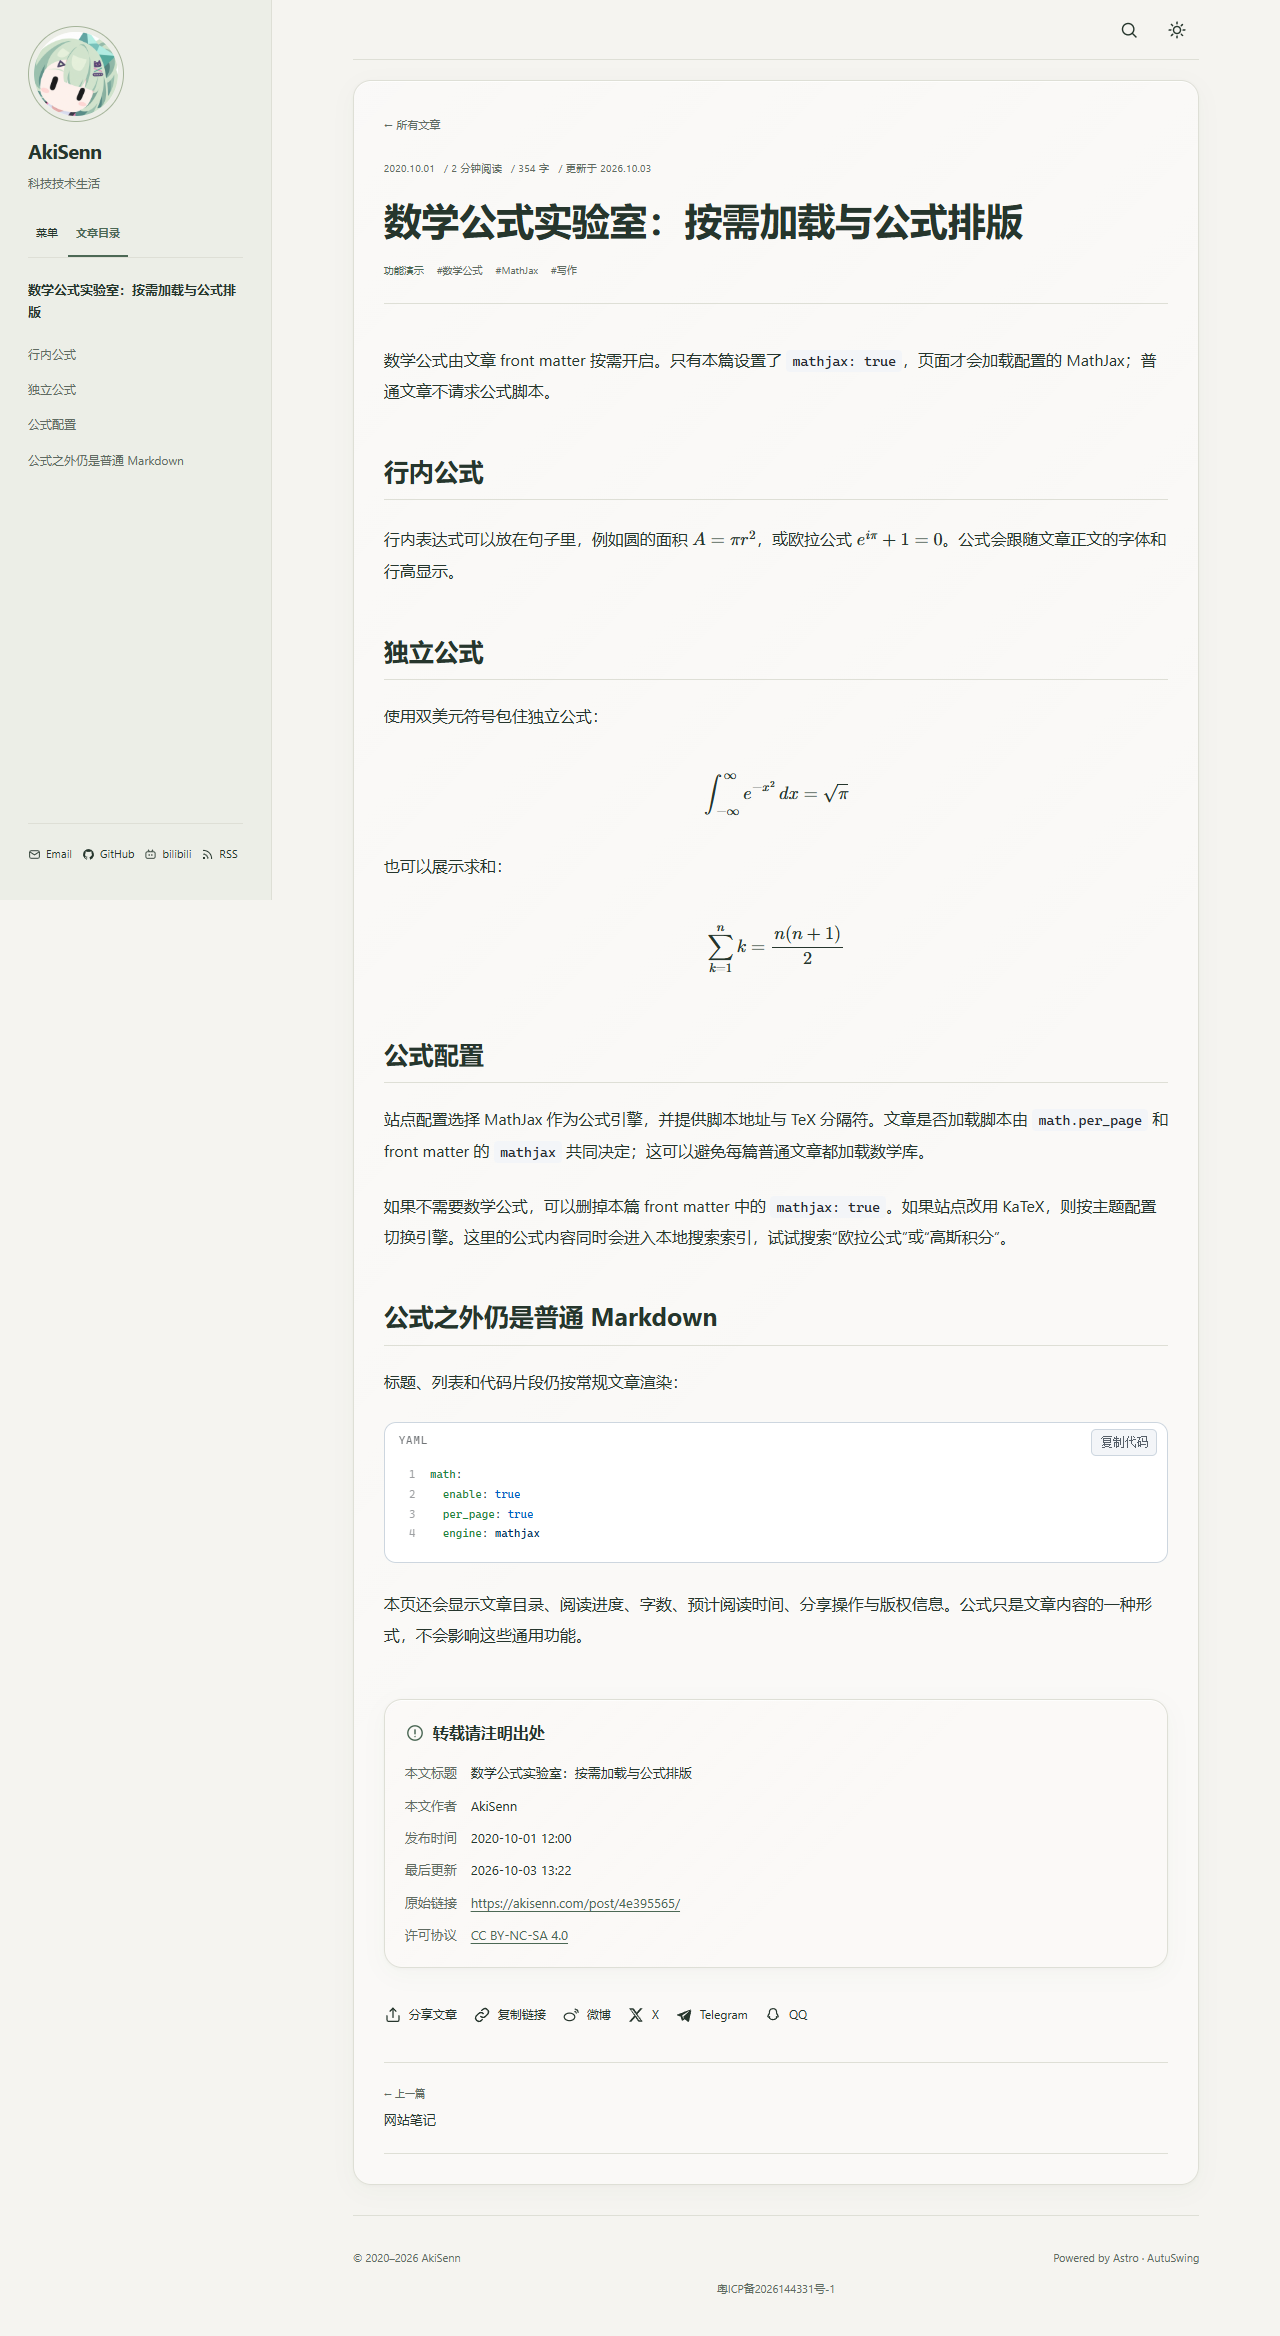 AkiSenn
科技技术生活
菜单 文章目录
数学公式实验室：按需加载与公式排
版
行内公式
独立公式
公式配置
公式之外仍是普通 Markdown
Email GitHub bilibili RSS
← 所有文章
2020.10.01 / 2 分钟阅读 / 354 字 / 更新于 2026.10.03
数学公式实验室：按需加载与公式排版
功能演示 #数学公式 #MathJax #写作
数学公式由文章 front matter 按需开启。只有本篇设置了 mathjax: true，页面才会加载配置的 MathJax；普
通文章不请求公式脚本。
行内公式
行内表达式可以放在句子里，例如圆的面积 A = πr²，或欧拉公式 e^{iπ} + 1 = 0。公式会跟随文章正文的字体和
行高显示。
独立公式
使用双美元符号包住独立公式：
∫_{−∞}^{∞} e^{−x²} dx = √π
也可以展示求和：
∑_{k=1}^{n} k = n(n + 1) / 2
公式配置
站点配置选择 MathJax 作为公式引擎，并提供脚本地址与 TeX 分隔符。文章是否加载脚本由 math.per_page 和
front matter 的 mathjax 共同决定；这可以避免每篇普通文章都加载数学库。
如果不需要数学公式，可以删掉本篇 front matter 中的 mathjax: true。如果站点改用 KaTeX，则按主题配置
切换引擎。这里的公式内容同时会进入本地搜索索引，试试搜索“欧拉公式”或“高斯积分”。
公式之外仍是普通 Markdown
标题、列表和代码片段仍按常规文章渲染：
YAML 复制代码
1 math:
2   enable: true
3   per_page: true
4   engine: mathjax
本页还会显示文章目录、阅读进度、字数、预计阅读时间、分享操作与版权信息。公式只是文章内容的一种形
式，不会影响这些通用功能。
转载请注明出处
本文标题 数学公式实验室：按需加载与公式排版
本文作者 AkiSenn
发布时间 2020-10-01 12:00
最后更新 2026-10-03 13:22
原始链接 https://akisenn.com/post/4e395565/
许可协议 CC BY-NC-SA 4.0
分享文章 复制链接 微博 X Telegram QQ
← 上一篇
网站笔记
© 2020–2026 AkiSenn Powered by Astro · AutuSwing
粤ICP备2026144331号-1